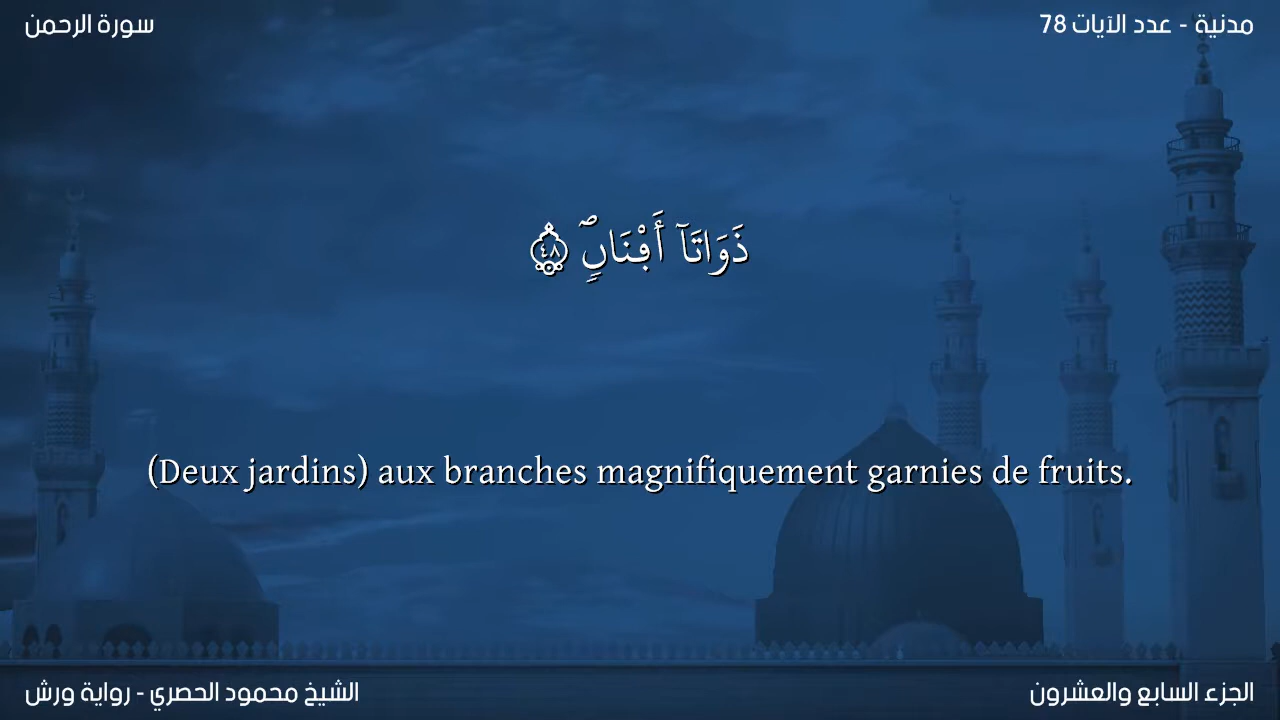 سورة الرحمن
مدنية - عدد الآيات 78
ذَوَاتَآ أَفْنَانٖۖ ٤٨
(Deux jardins) aux branches magnifiquement garnies de fruits.
الشيخ محمود الحصري - رواية ورش
الجزء السابع والعشرون